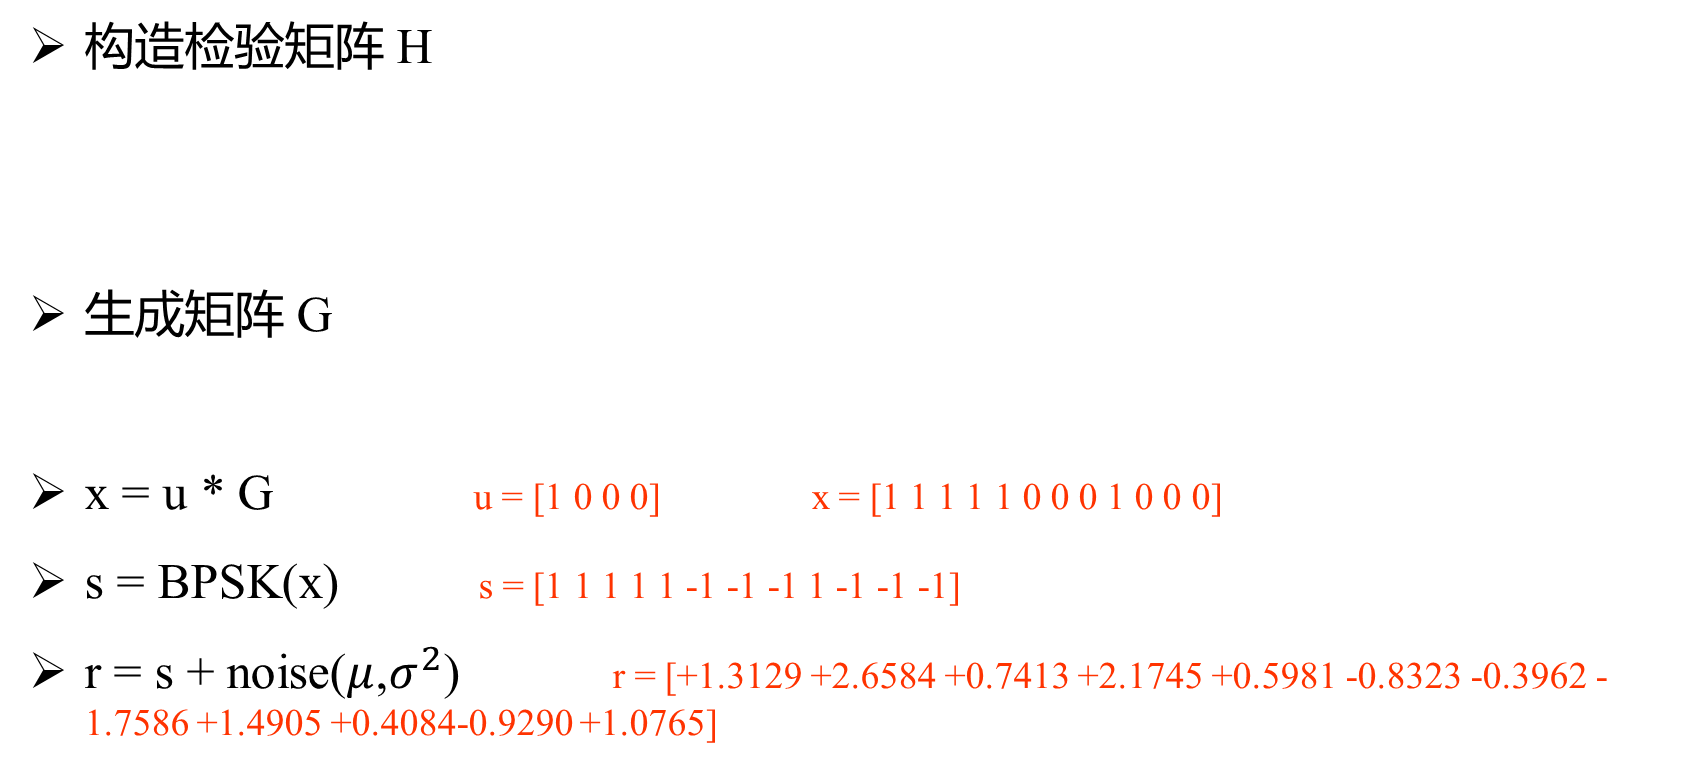 ➢ 构造检验矩阵 H
➢ 生成矩阵 G
➢ x = u * G u = [1 0 0 0] x = [1 1 1 1 1 0 0 0 1 0 0 0]
➢ s = BPSK(x) s = [1 1 1 1 1 -1 -1 -1 1 -1 -1 -1]
➢ r = s + noise(𝜇,𝜎²) r = [+1.3129 +2.6584 +0.7413 +2.1745 +0.5981 -0.8323 -0.3962 -
1.7586 +1.4905 +0.4084-0.9290 +1.0765]